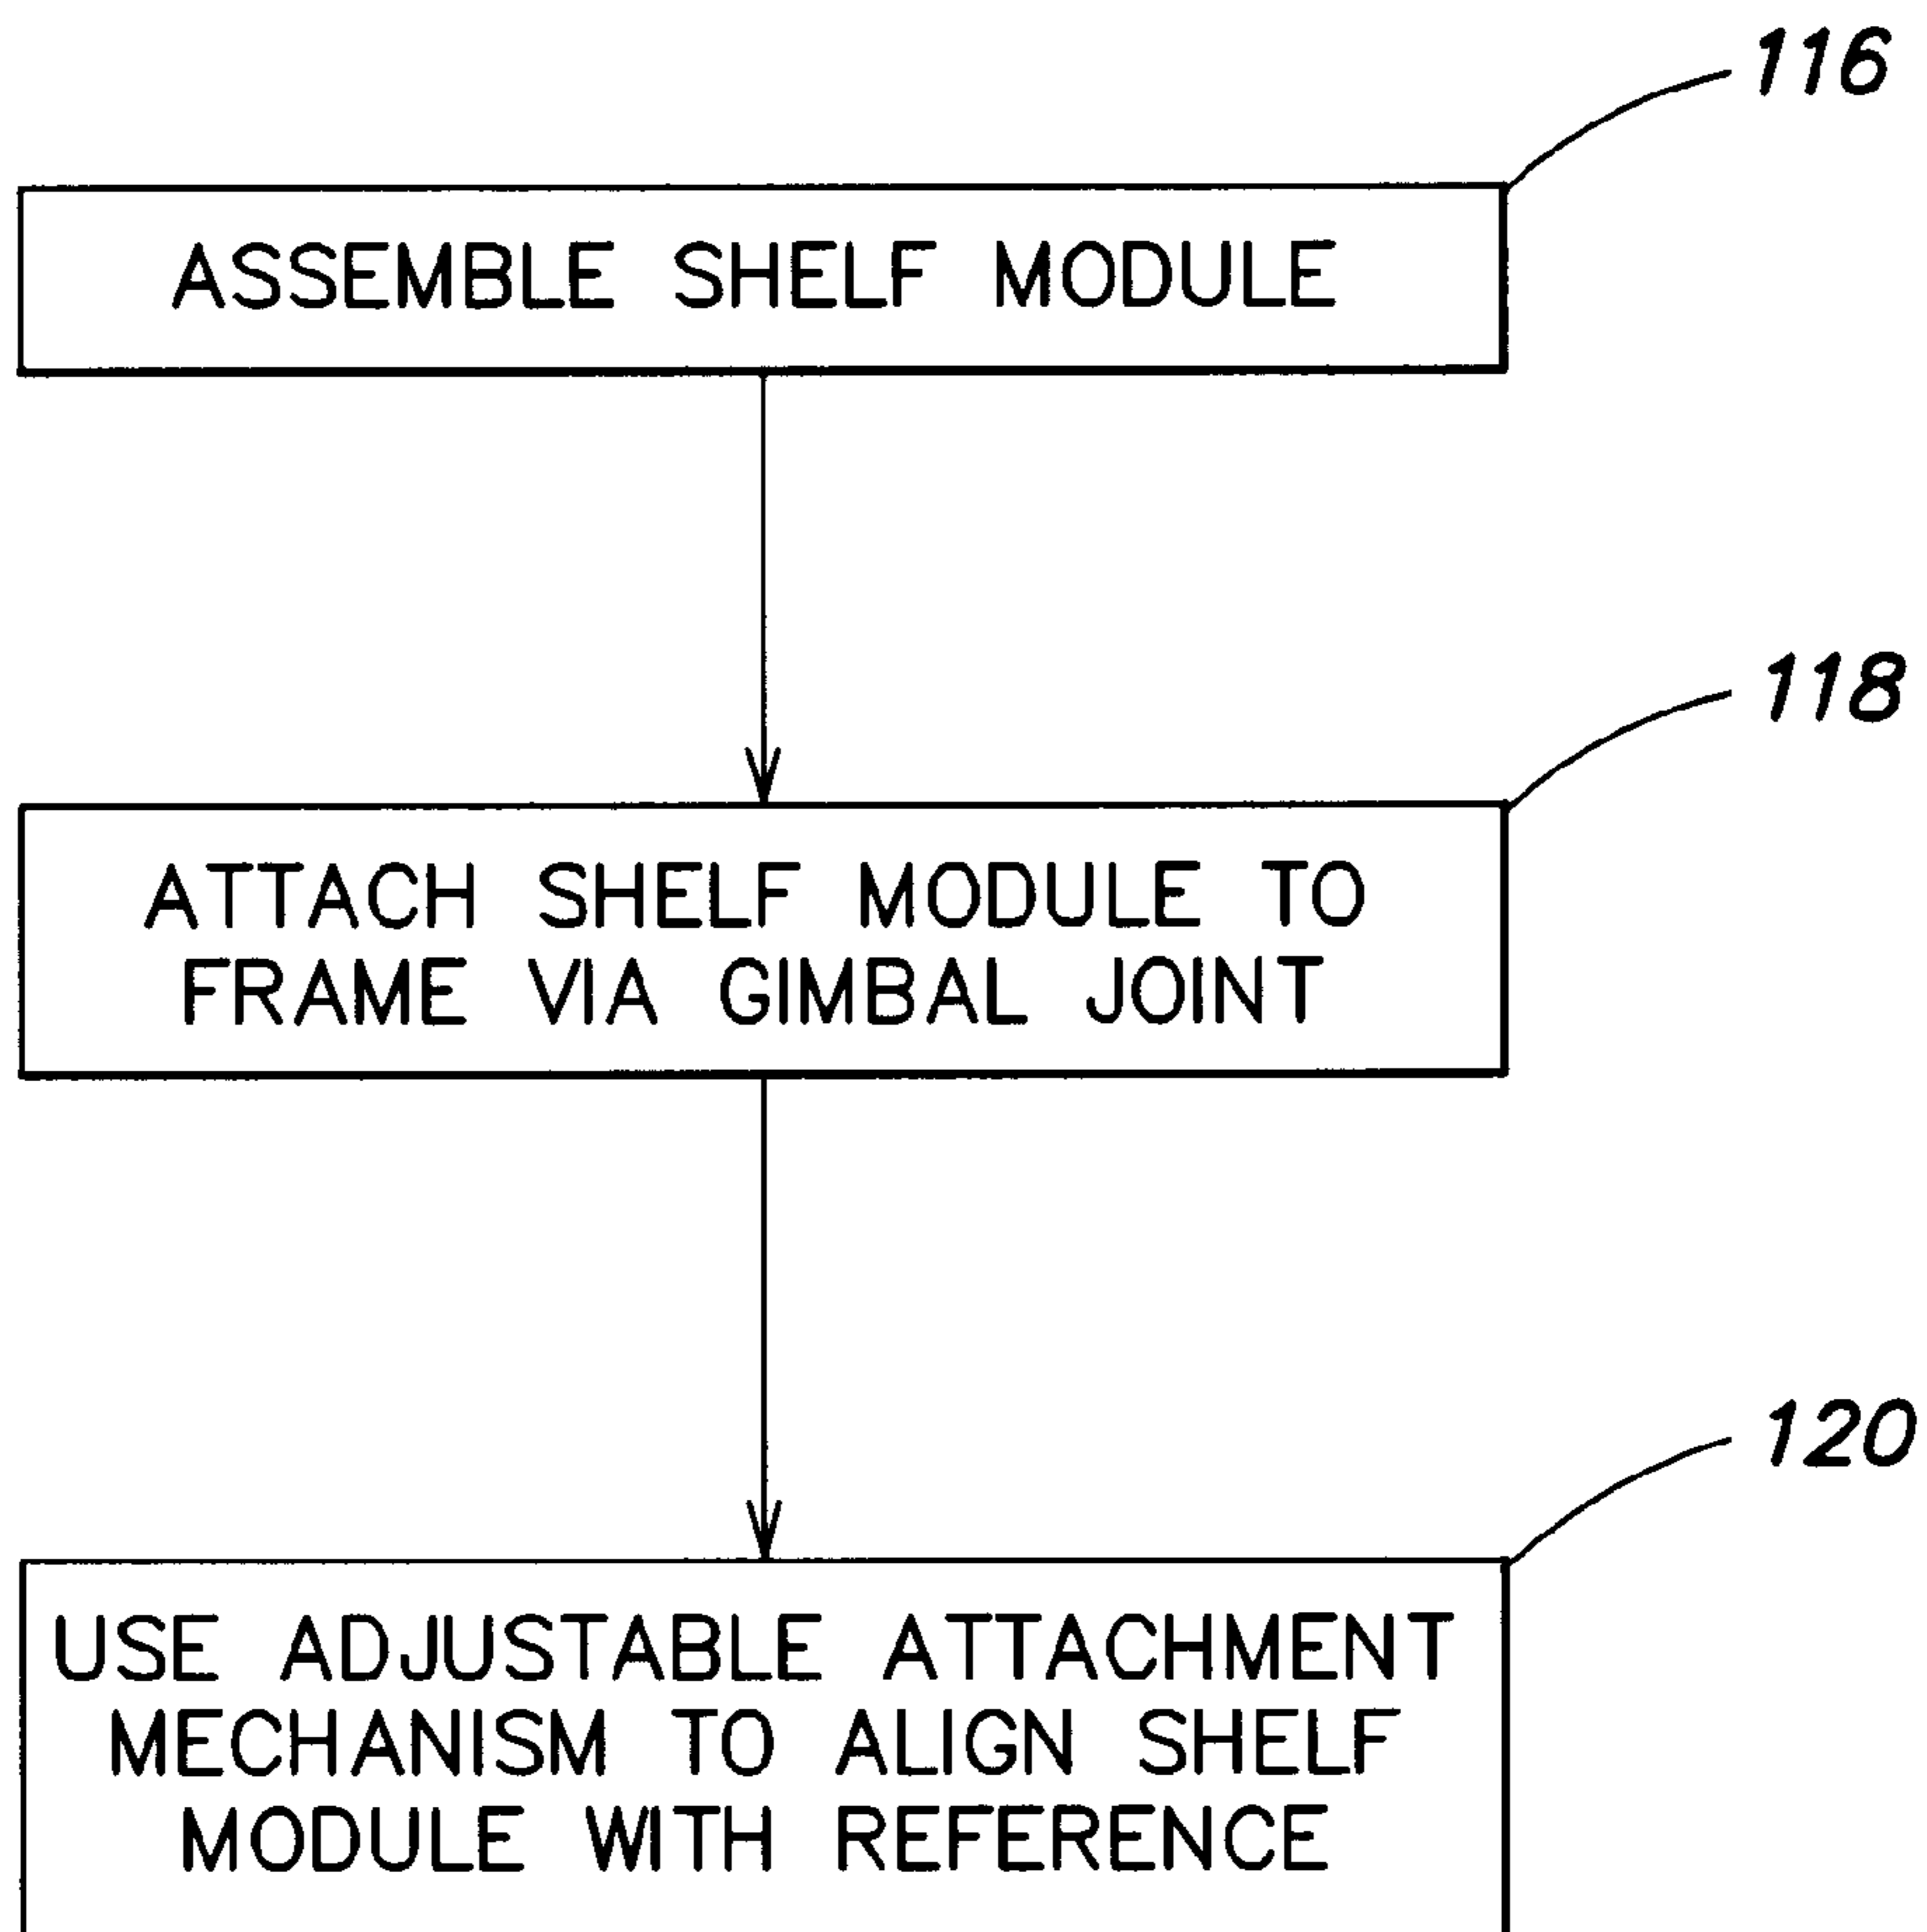 116
ASSEMBLE SHELF MODULE
118
ATTACH SHELF MODULE TO
FRAME VIA GIMBAL JOINT
120
USE ADJUSTABLE ATTACHMENT
MECHANISM TO ALIGN SHELF
MODULE WITH REFERENCE